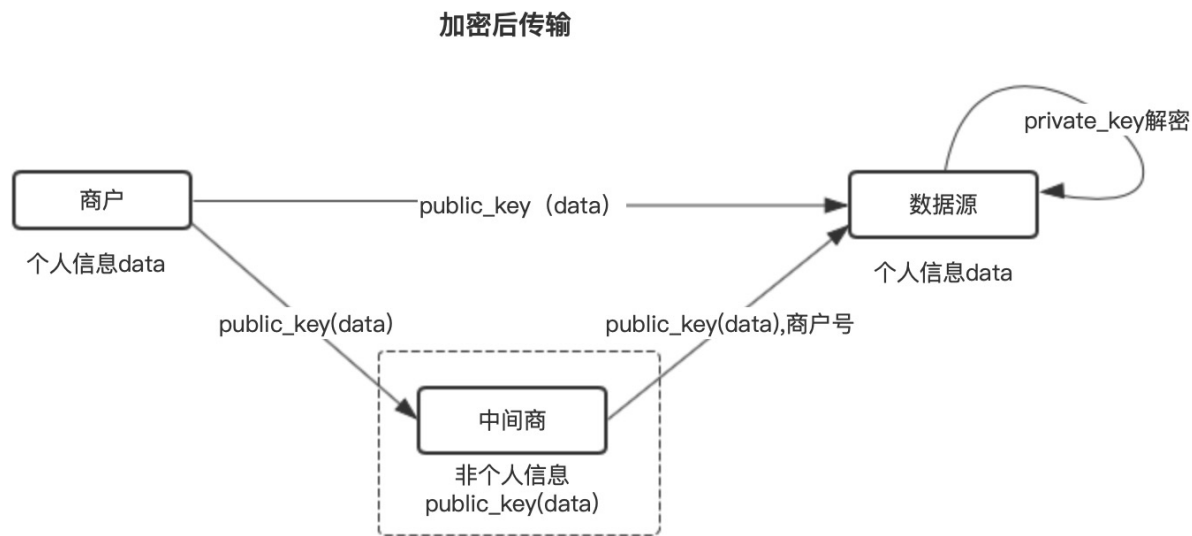 加密后传输
private_key解密
商户
public_key（data）
数据源
个人信息data
个人信息data
public_key(data)
public_key(data),商户号
中间商
非个人信息
public_key(data)